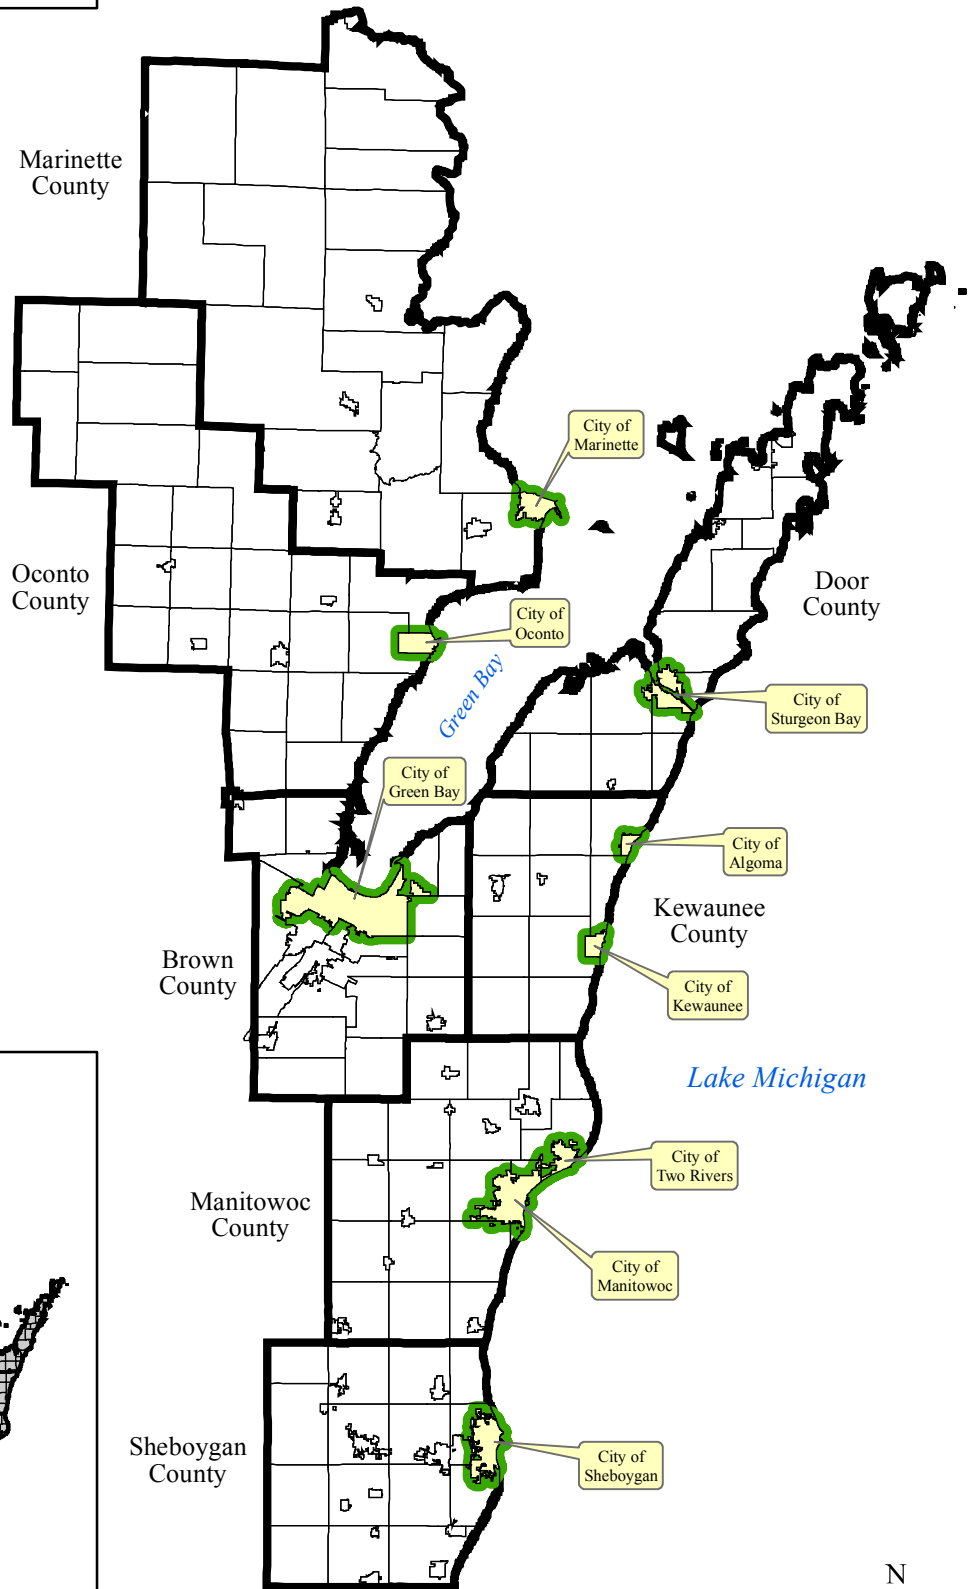 Marinette
County
City of
Marinette
Oconto
County
Door
County
City of
Oconto
Green Bay
City of
Sturgeon Bay
City of
Green Bay
City of
Algoma
Kewaunee
County
Brown
County
City of
Kewaunee
Lake Michigan
City of
Two Rivers
Manitowoc
County
City of
Manitowoc
Sheboygan
County
City of
Sheboygan
N